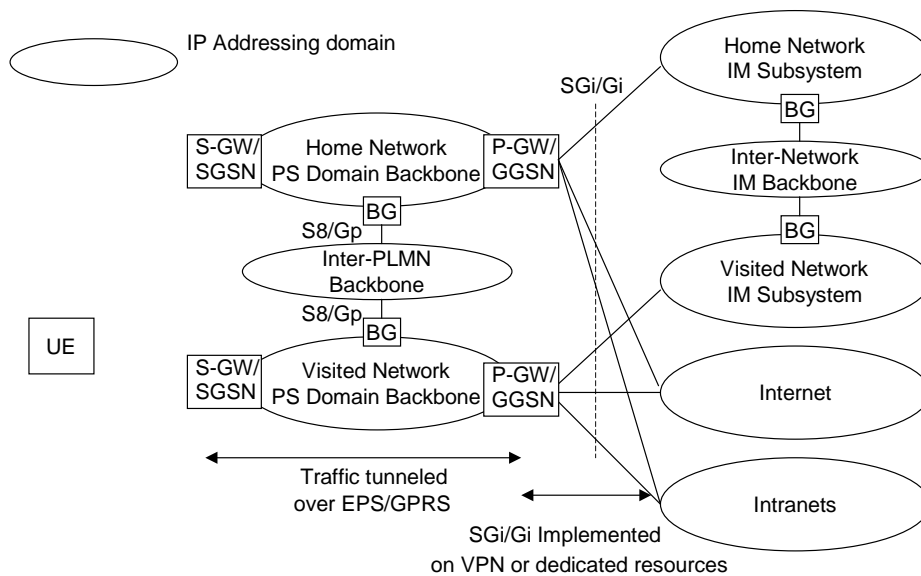 IP Addressing domain
Home Network
IM Subsystem
SGi/Gi
BG
S-GW/
SGSN
Home Network
PS Domain Backbone
P-GW/
GGSN
Inter-Network
IM Backbone
BG
S8/Gp
BG
Inter-PLMN
Backbone
Visited Network
IM Subsystem
S8/Gp
BG
UE
S-GW/
SGSN
Visited Network
PS Domain Backbone
P-GW/
GGSN
Internet
Traffic tunneled
over EPS/GPRS
Intranets
SGi/Gi Implemented
on VPN or dedicated resources